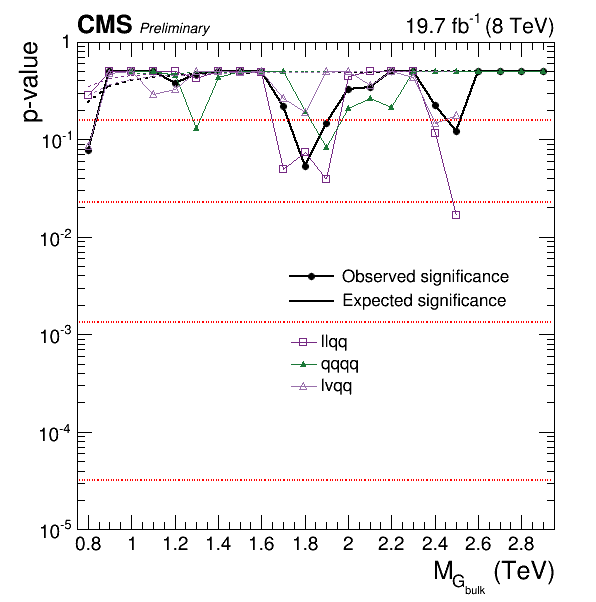 CMS Preliminary 19.7 fb⁻¹ (8 TeV)
p-value
1
10⁻¹
10⁻²
10⁻³
10⁻⁴
10⁻⁵
Observed significance
Expected significance
llqq
qqqq
lvqq
0.8 1 1.2 1.4 1.6 1.8 2 2.2 2.4 2.6 2.8
M_G_bulk (TeV)